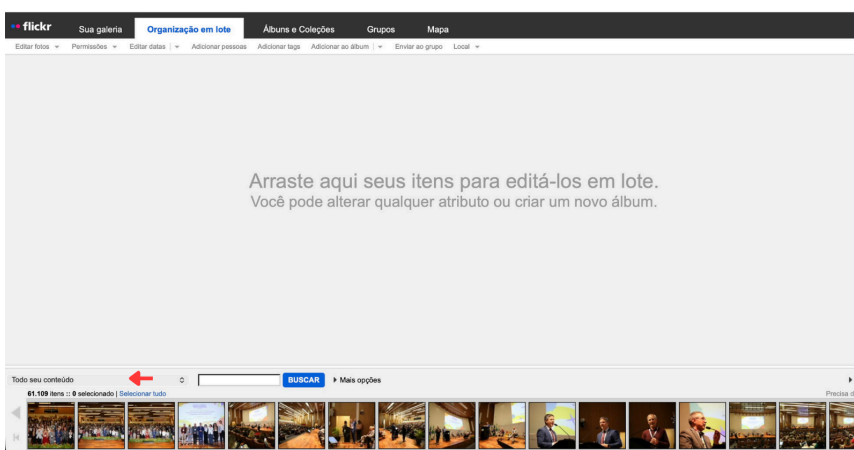 flickr Sua galeria Organização em lote Álbuns e Coleções Grupos Mapa
Editar fotos Permissões Editar datas | Adicionar pessoas Adicionar tags Adicionar ao álbum | Enviar ao grupo Local
Arraste aqui seus itens para editá-los em lote.
Você pode alterar qualquer atributo ou criar um novo álbum.
Todo seu conteúdo BUSCAR Mais opções
61.109 itens :: 0 selecionado | Selecionar tudo Precisa d